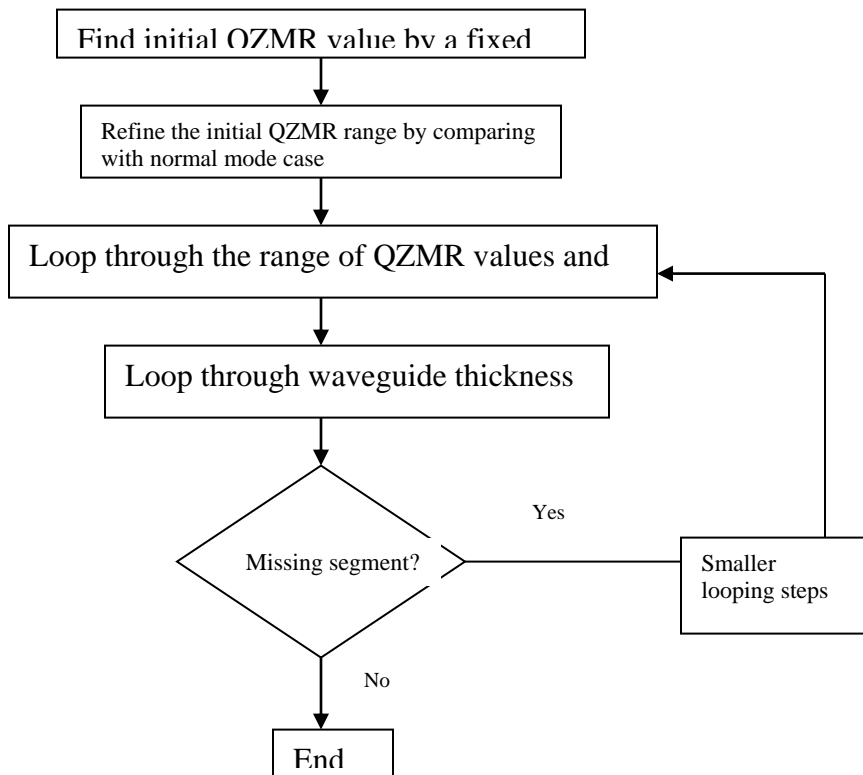 Find initial QZMR value by a fixed
Refine the initial QZMR range by comparing
with normal mode case
Loop through the range of QZMR values and
Loop through waveguide thickness
Yes
Missing segment?
Smaller
looping steps
No
End